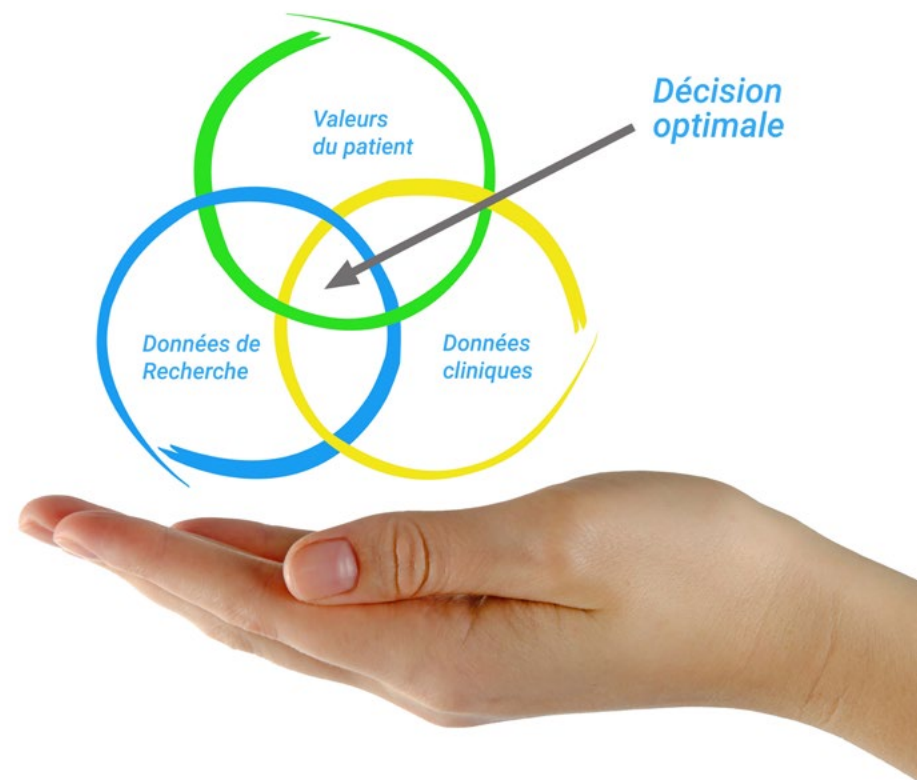 Valeurs
du patient
Décision
optimale
Données de
Recherche
Données
cliniques